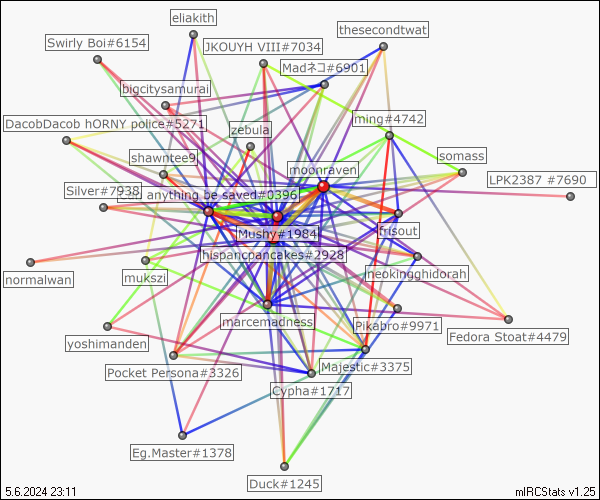 eliakith
thesecondtwat
Swirly Boi#6154
JKOUYH VIII#7034
Madネコ#6901
bigcitysamurai
ming#4742
DacobDacob hORNY police#5271
zebula
shawntee9
somass
moonraven
LPK2387 #7690
Silver#7938
anything be saved#0396
Mushy#1984
frisout
hispanicpancakes#2928
neokingghidorah
normalwan
mukszi
marcemadness
Pikabro#9971
yoshimanden
Fedora Stoat#4479
Pocket Persona#3326
Majestic#3375
Cypha#1717
Eg.Master#1378
Duck#1245
5.6.2024 23:11
mIRCStats v1.25